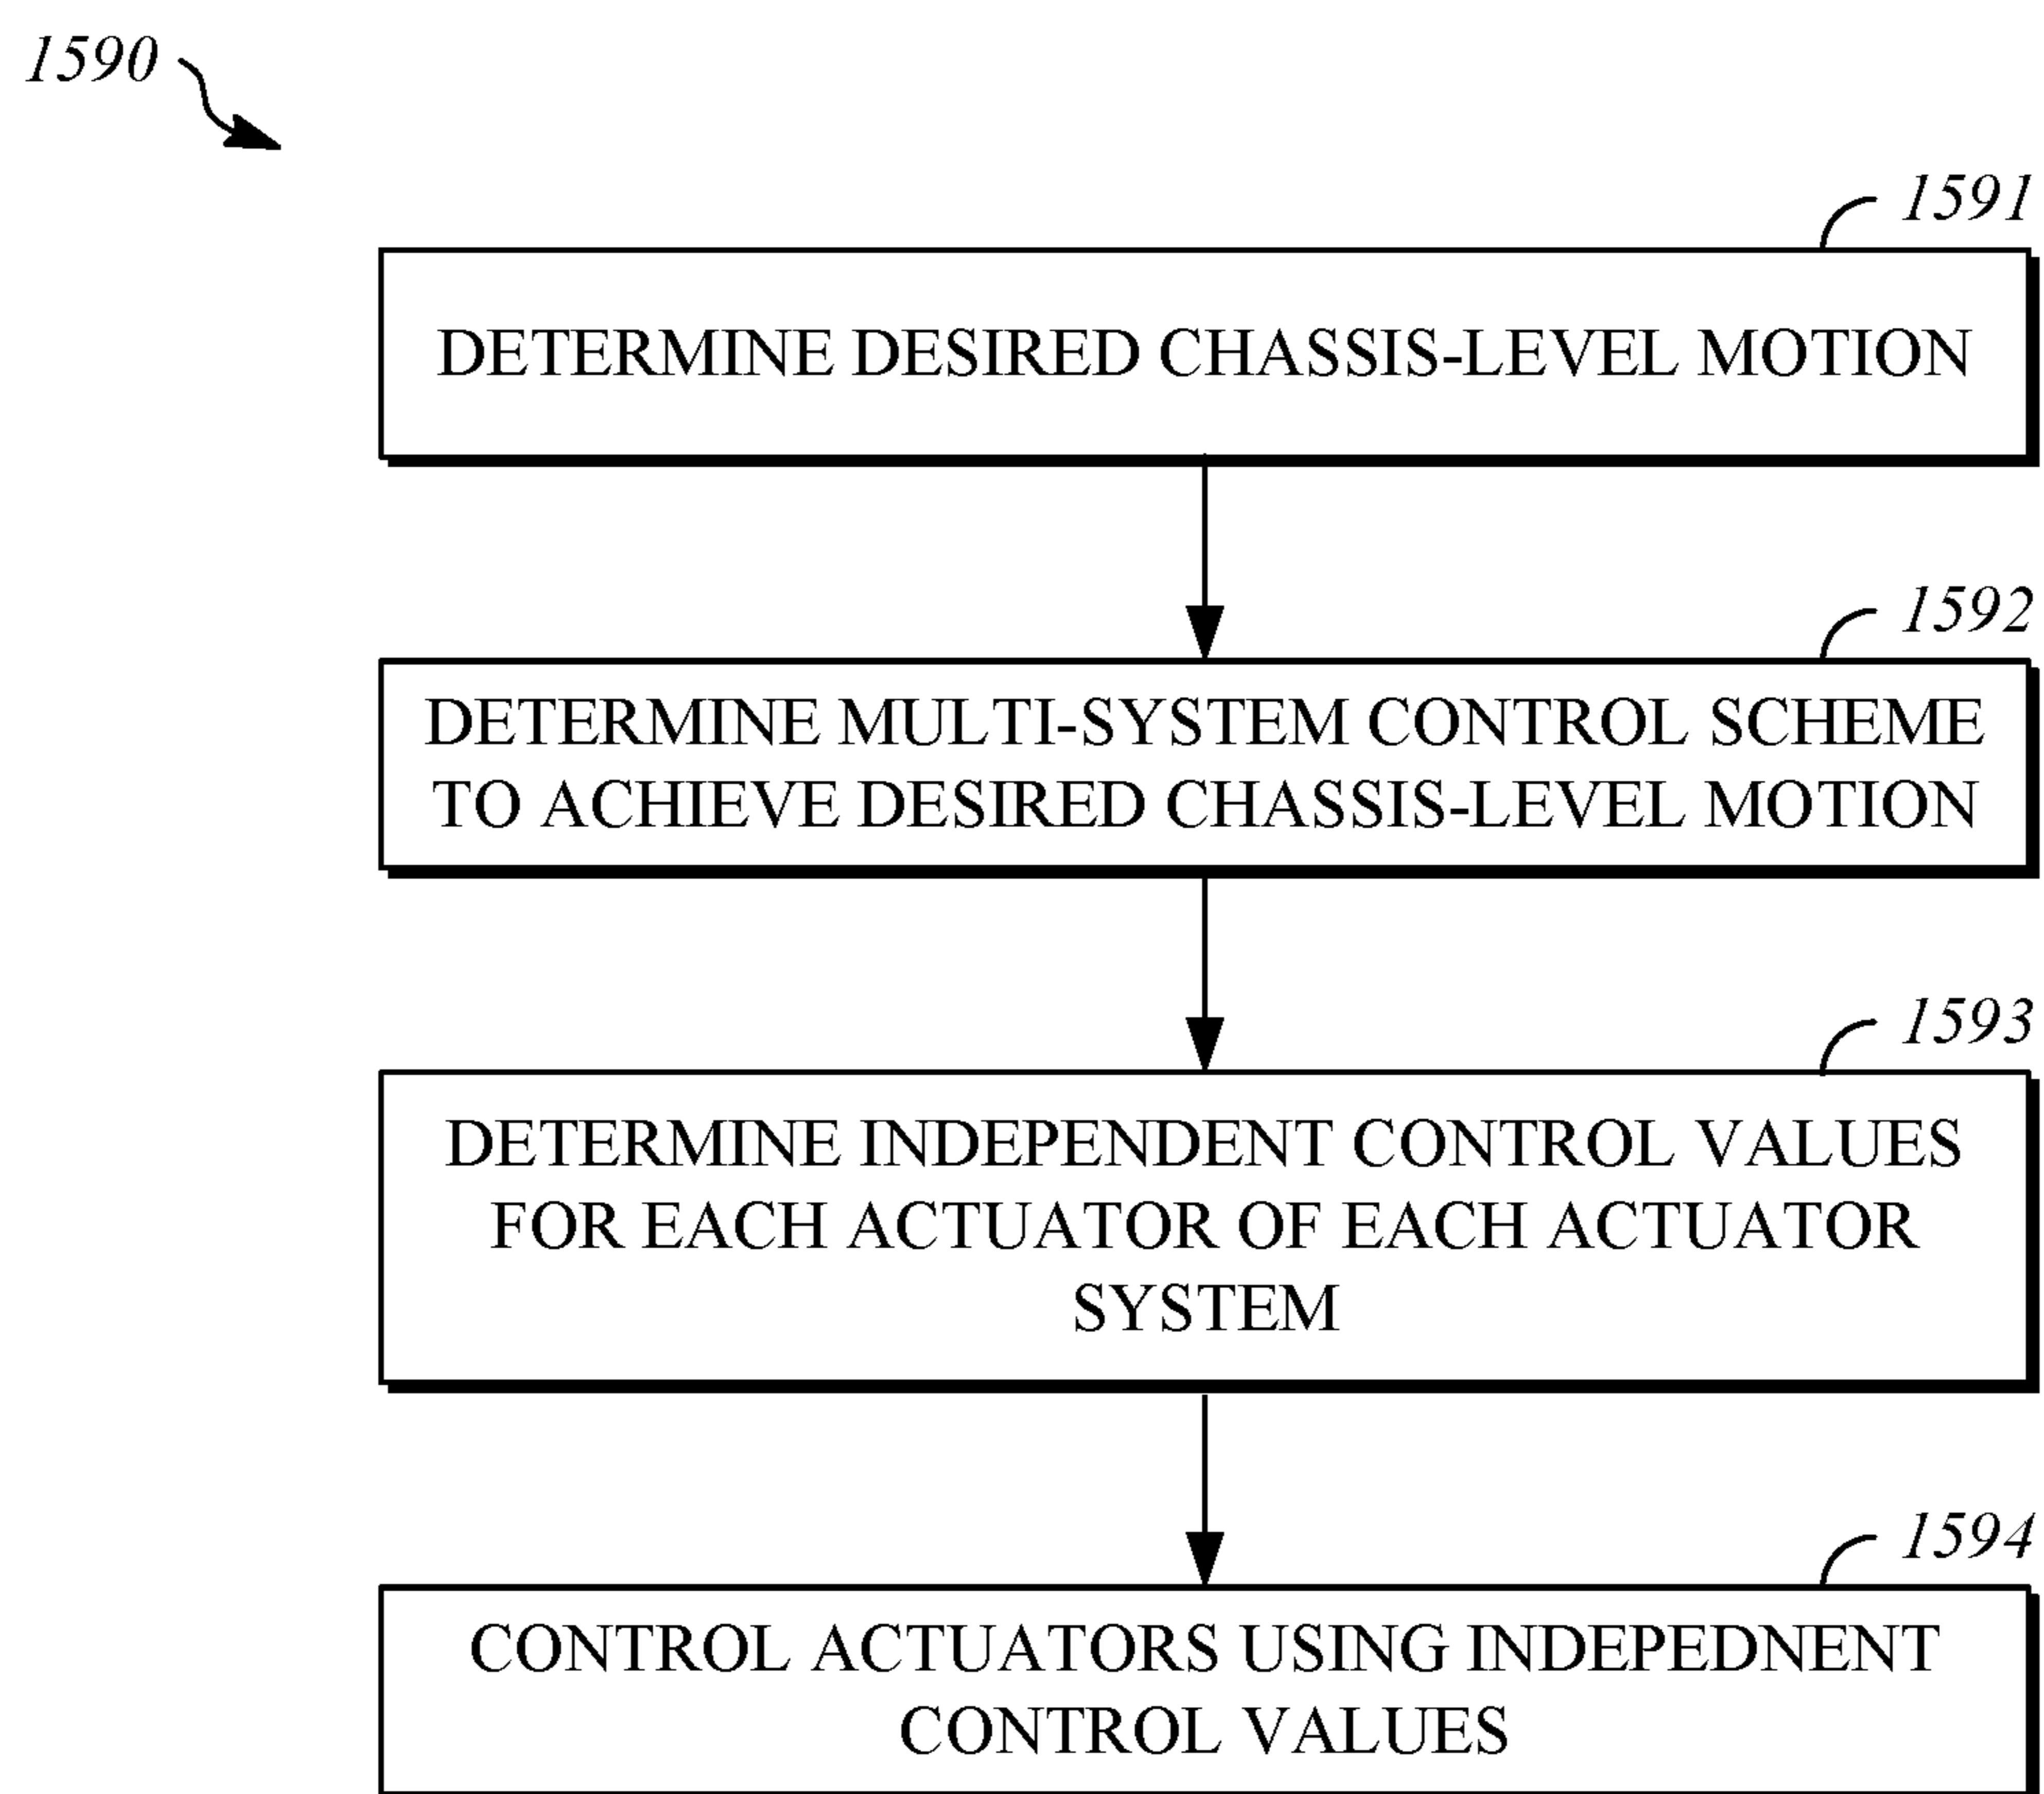 1590
1591
DETERMINE DESIRED CHASSIS-LEVEL MOTION
1592
DETERMINE MULTI-SYSTEM CONTROL SCHEME
TO ACHIEVE DESIRED CHASSIS-LEVEL MOTION
1593
DETERMINE INDEPENDENT CONTROL VALUES
FOR EACH ACTUATOR OF EACH ACTUATOR
SYSTEM
1594
CONTROL ACTUATORS USING INDEPEDNENT
CONTROL VALUES